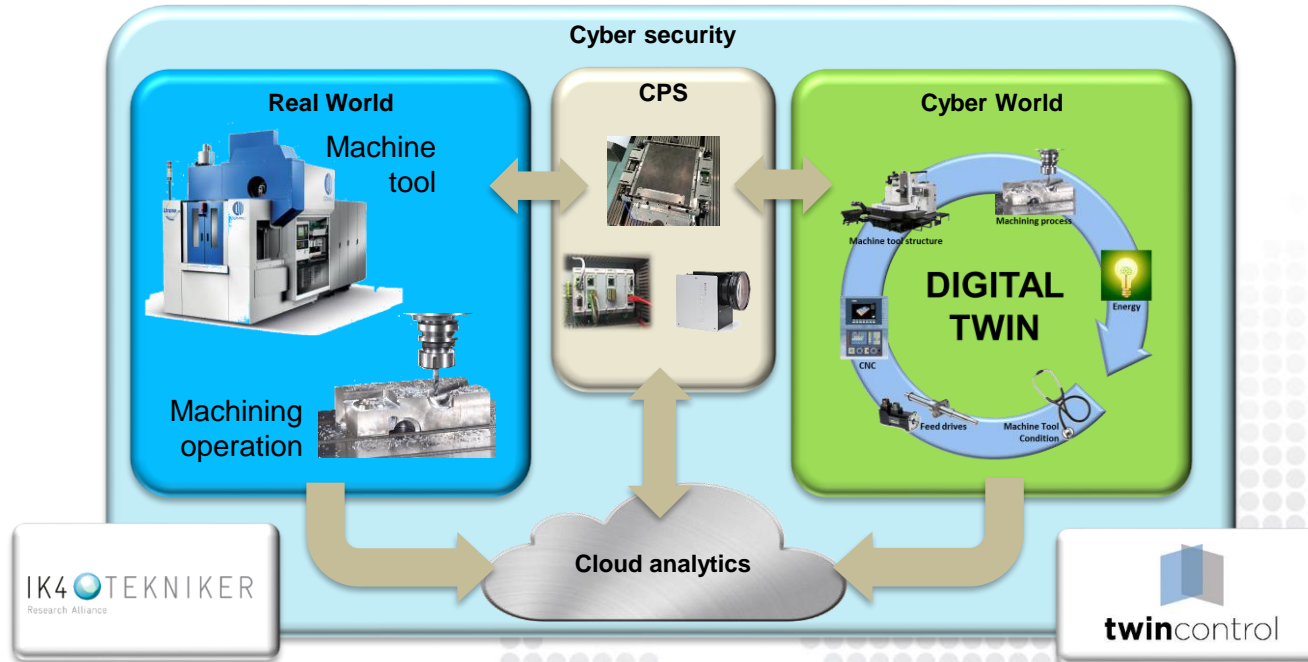 Cyber security
Real World
Machine
tool
Machining
operation
CPS
Cyber World
Machine tool structure
Machining process
DIGITAL
TWIN
Energy
CNC
Feed drives
Machine Tool
Condition
Cloud analytics
IK4 TEKNIKER
Research Alliance
twincontrol